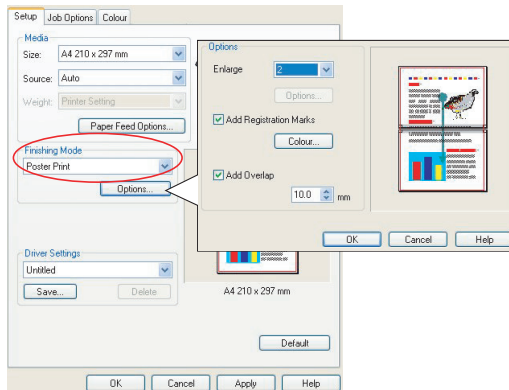 Setup Job Options Colour
Media
Size: A4 210 x 297 mm
Source: Auto
Weight: Printer Setting
Paper Feed Options...
Finishing Mode
Poster Print
Options...
Driver Settings
Untitled
Save... Delete
A4 210 x 297 mm
Default
OK Cancel Apply Help
Options
Enlarge 2
Options...
Add Registration Marks
Colour...
Add Overlap
10.0 mm
OK Cancel Help